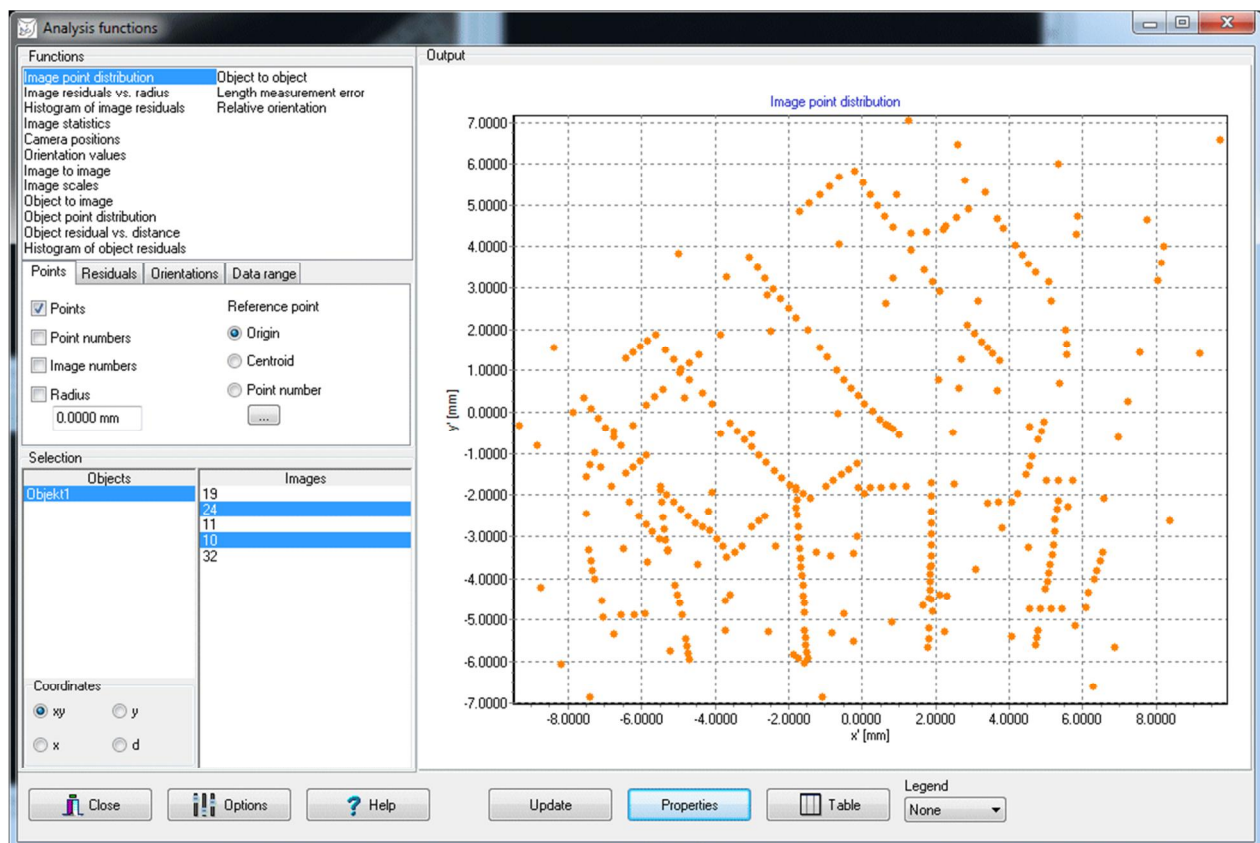 Analysis functions
Functions
Image point distribution
Image residuals vs. radius
Histogram of image residuals
Image statistics
Camera positions
Orientation values
Image to image
Image scales
Object to image
Object point distribution
Object residual vs. distance
Histogram of object residuals
Object to object
Length measurement error
Relative orientation
Points Residuals Orientations Data range
Points
Point numbers
Image numbers
Radius
0.0000 mm
Reference point
Origin
Centroid
Point number
...
Selection
Objects
Objekt1
Images
19
24
11
10
32
Coordinates
xy y
x d
Output
Image point distribution
7.0000
6.0000
5.0000
4.0000
3.0000
2.0000
1.0000
0.0000
-1.0000
-2.0000
-3.0000
-4.0000
-5.0000
-6.0000
-7.0000
y' [mm]
-8.0000 -6.0000 -4.0000 -2.0000 0.0000 2.0000 4.0000 6.0000 8.0000
x' [mm]
Close Options Help Update Properties Table
Legend
None